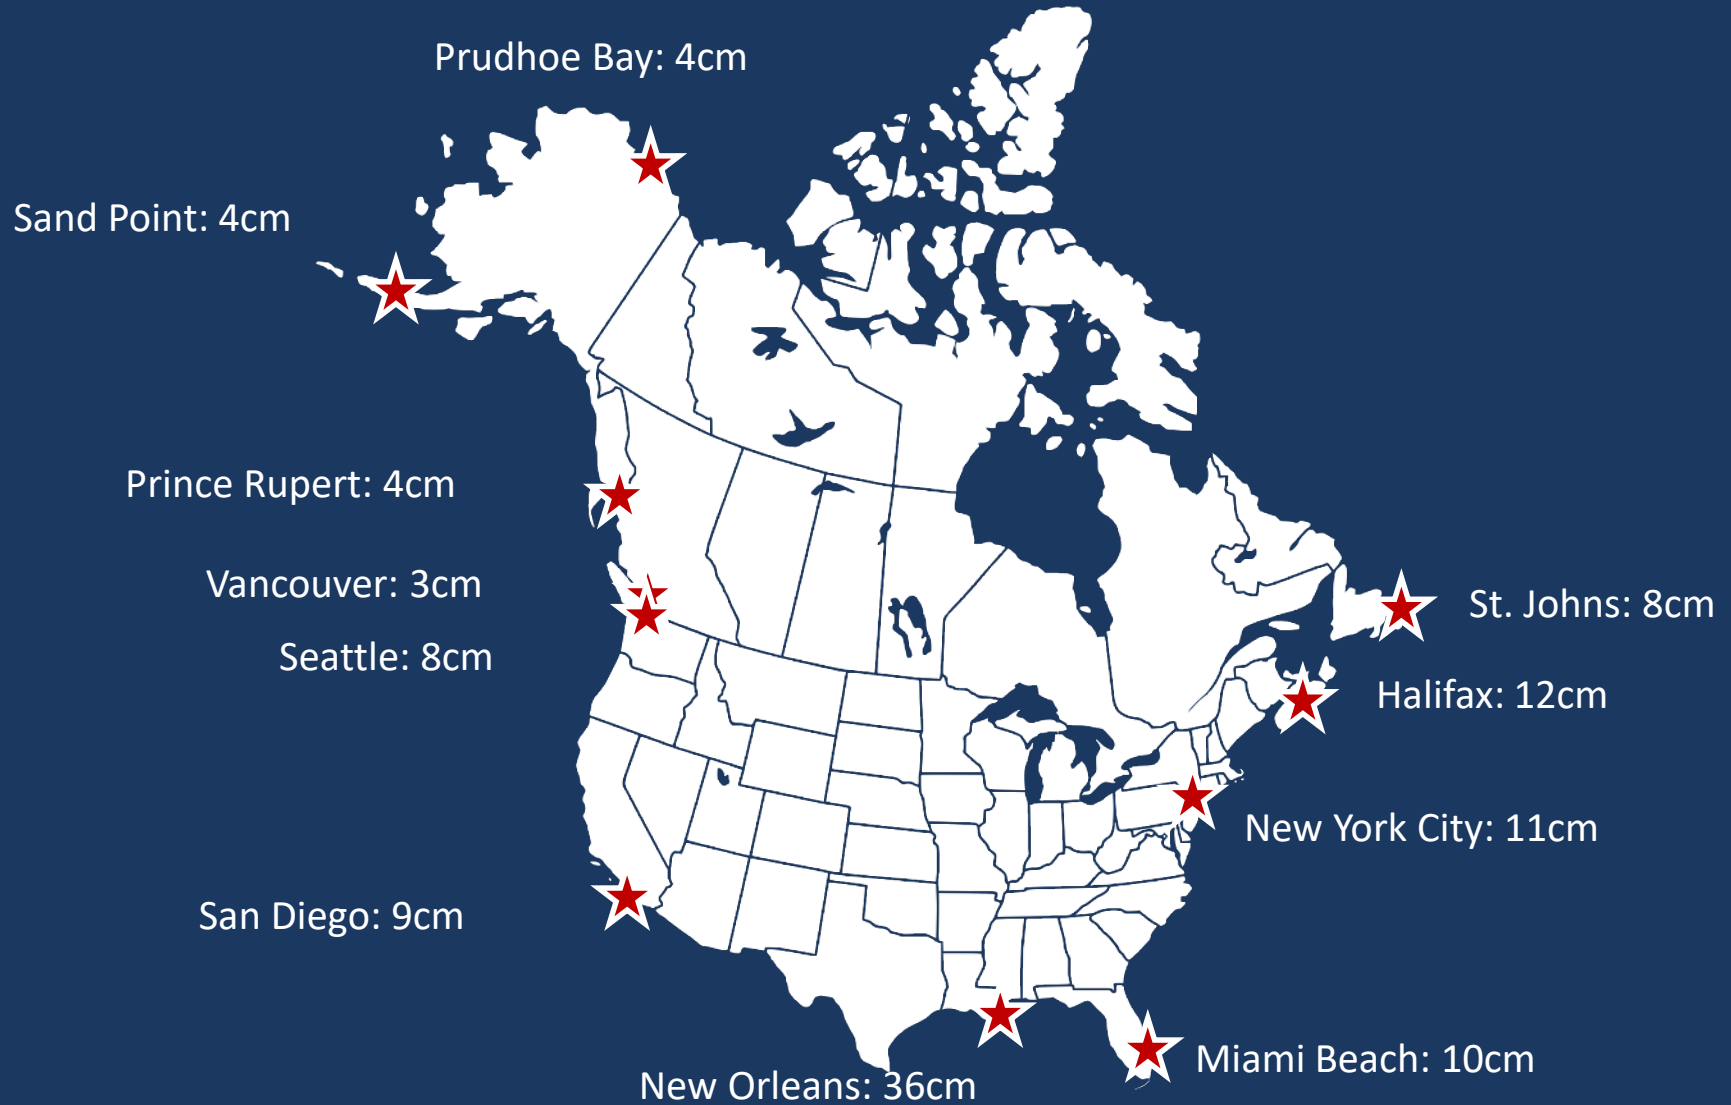 Prudhoe Bay: 4cm
Sand Point: 4cm
Prince Rupert: 4cm
Vancouver: 3cm
St. Johns: 8cm
Seattle: 8cm
Halifax: 12cm
New York City: 11cm
San Diego: 9cm
Miami Beach: 10cm
New Orleans: 36cm